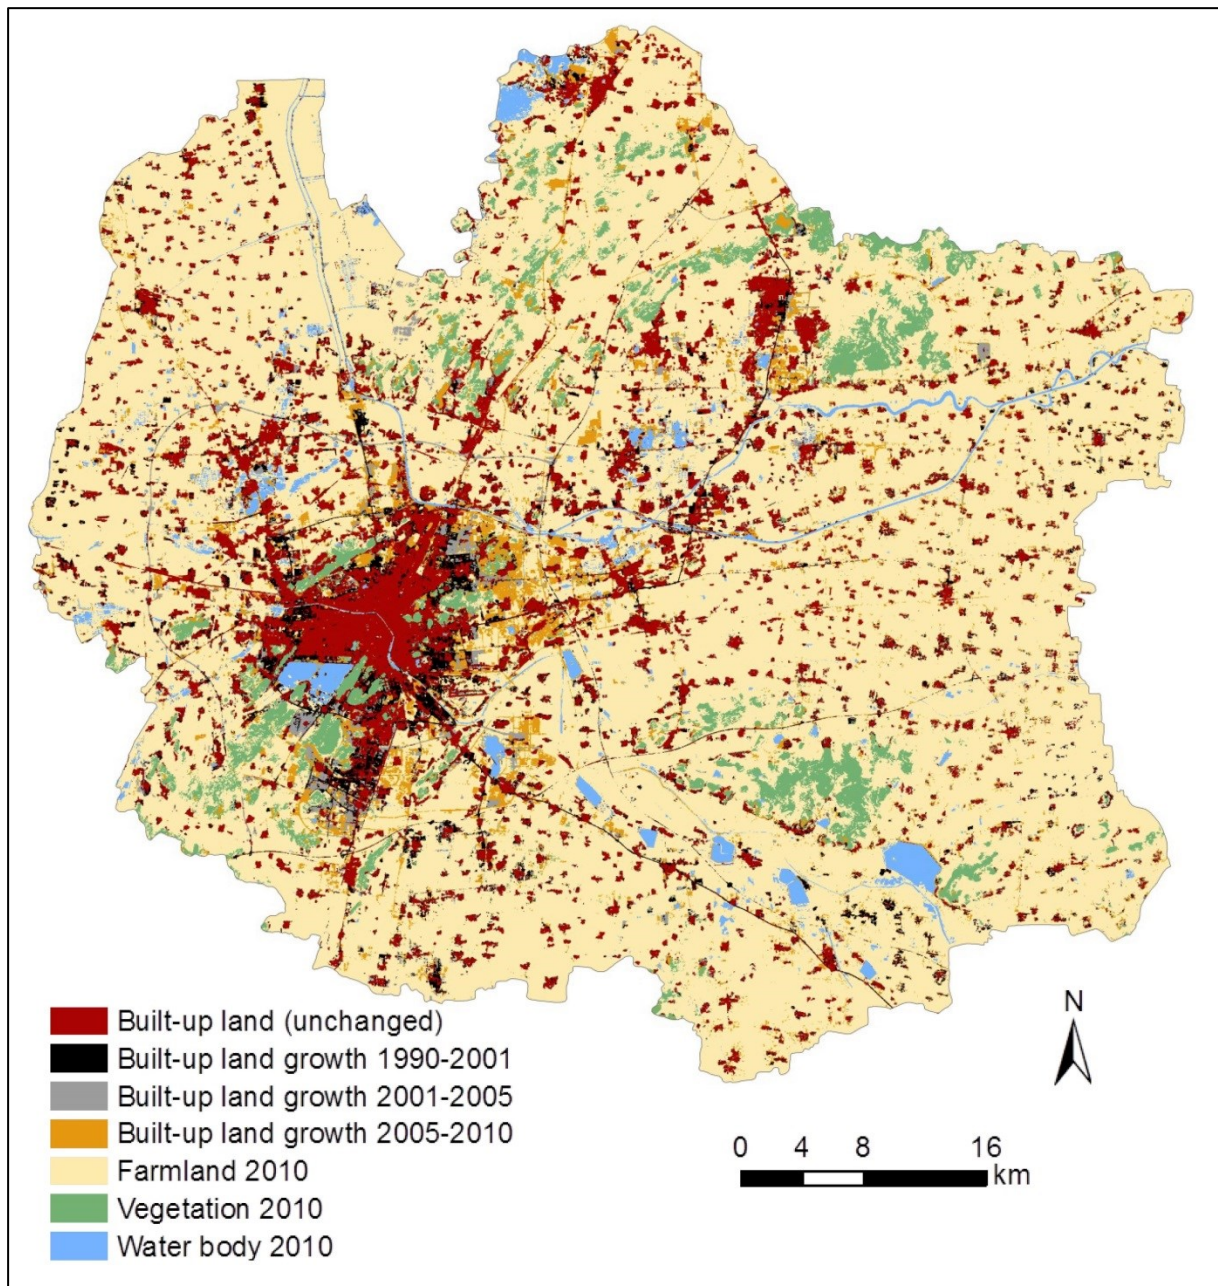 Built-up land (unchanged)
Built-up land growth 1990-2001
Built-up land growth 2001-2005
Built-up land growth 2005-2010
Farmland 2010
Vegetation 2010
Water body 2010
N
0 4 8 16
km